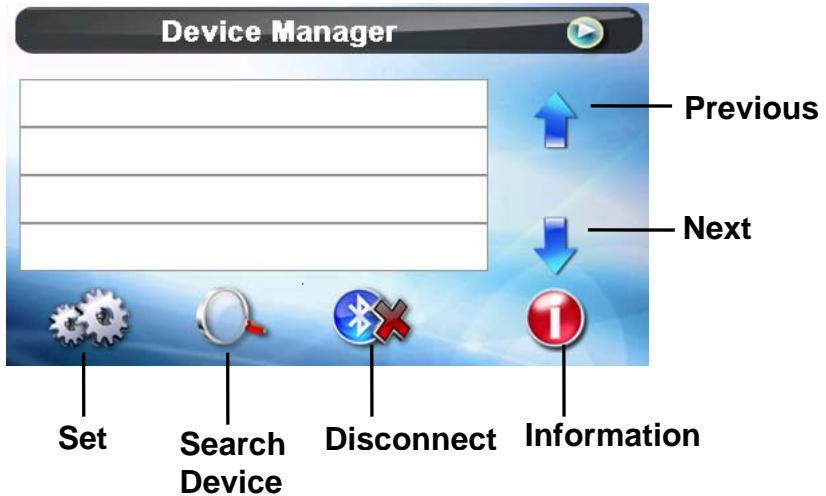 Device Manager
Previous
Next
Set
Search
Device
Disconnect
Information